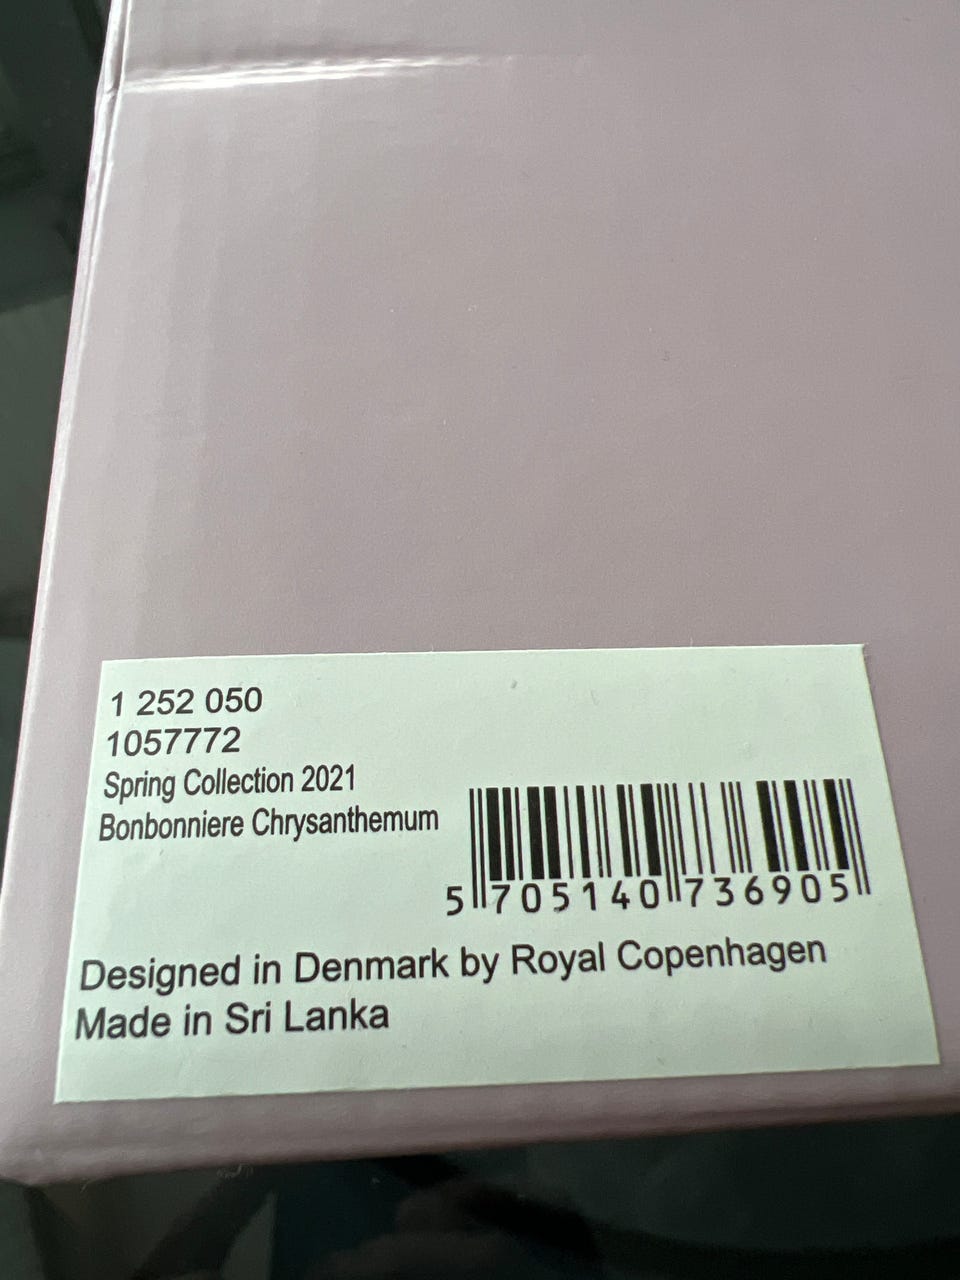 1 252 050
1057772
Spring Collection 2021
Bonbonniere Chrysanthemum
5 705140 736905
Designed in Denmark by Royal Copenhagen
Made in Sri Lanka